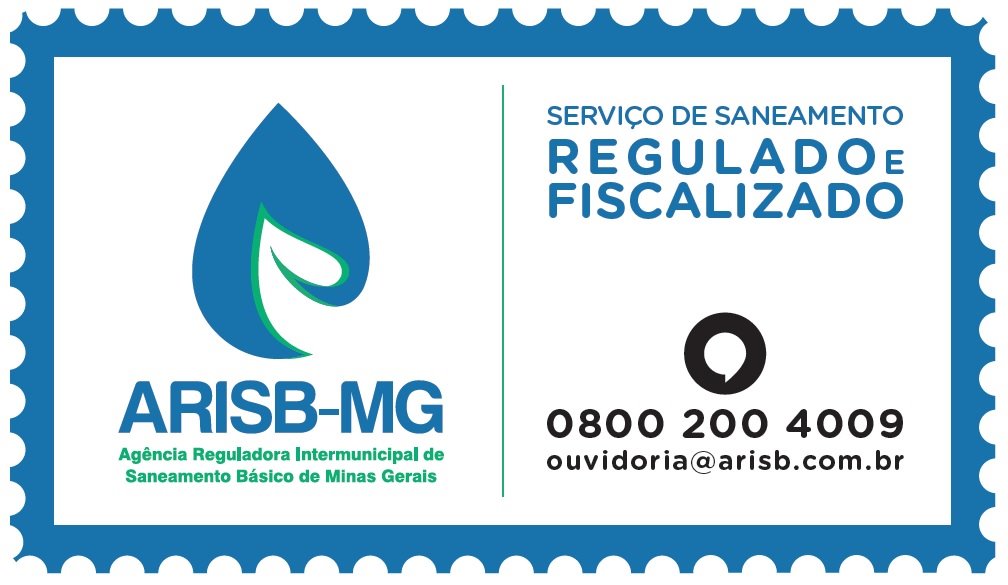 ARISB-MG
Agência Reguladora Intermunicipal de
Saneamento Básico de Minas Gerais
SERVIÇO DE SANEAMENTO
REGULADO E
FISCALIZADO
0800 200 4009
ouvidoria@arisb.com.br